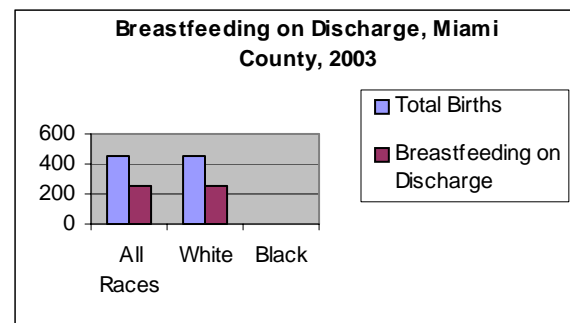 Breastfeeding on Discharge, Miami
County, 2003
Total Births
Breastfeeding on
Discharge
600
400
200
0
All
Races
White
Black